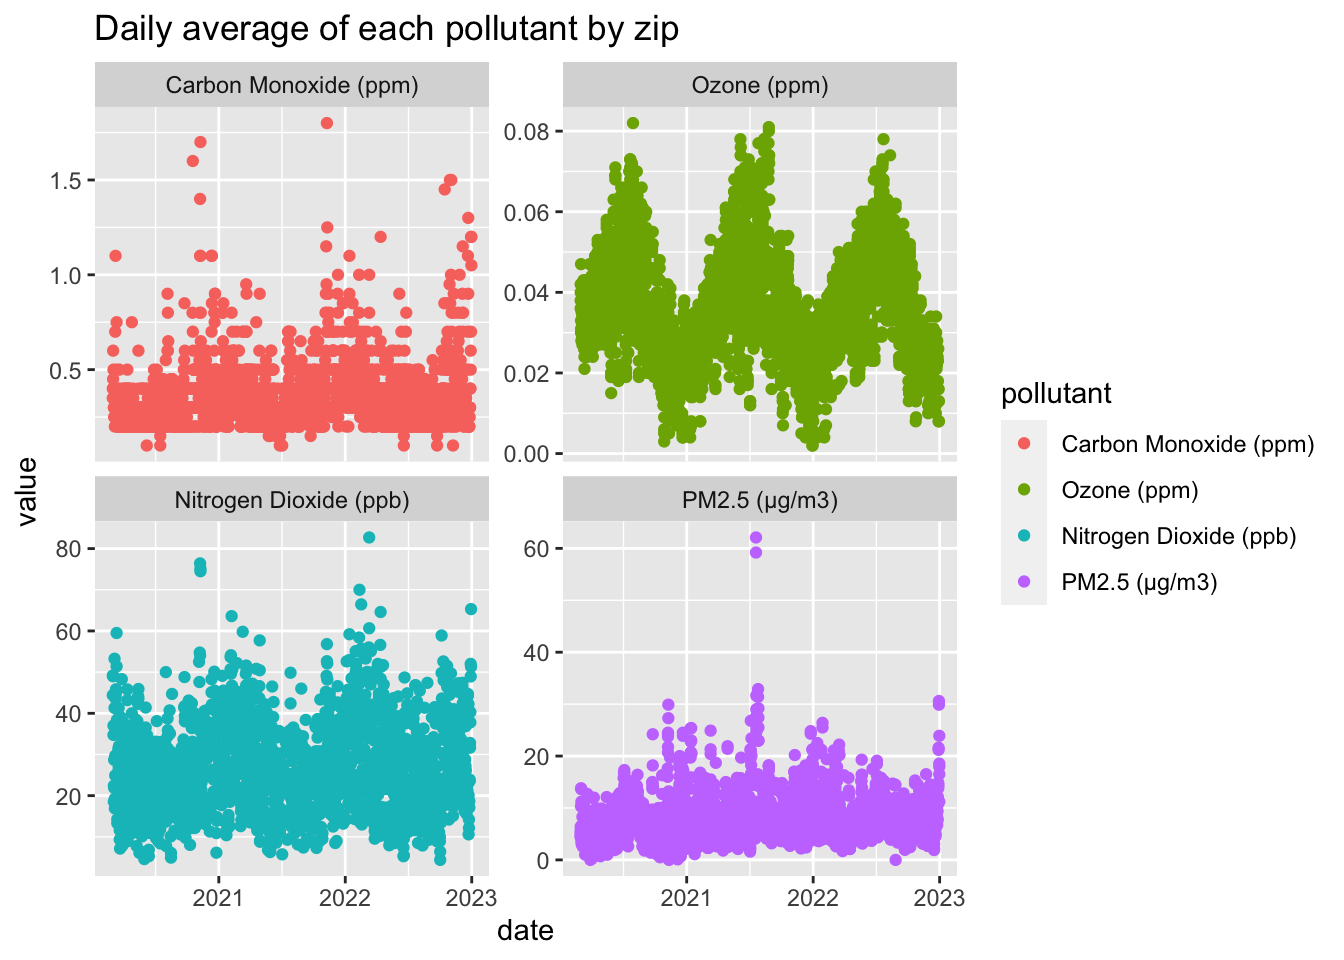 Daily average of each pollutant by zip
Carbon Monoxide (ppm)
Ozone (ppm)
1.5
1.0
0.5
0.08
0.06
0.04
0.02
0.00
value
Nitrogen Dioxide (ppb)
PM2.5 (µg/m3)
80
60
40
20
60
40
20
0
2021
2022
2023
2021
2022
2023
date
pollutant
Carbon Monoxide (ppm)
Ozone (ppm)
Nitrogen Dioxide (ppb)
PM2.5 (µg/m3)